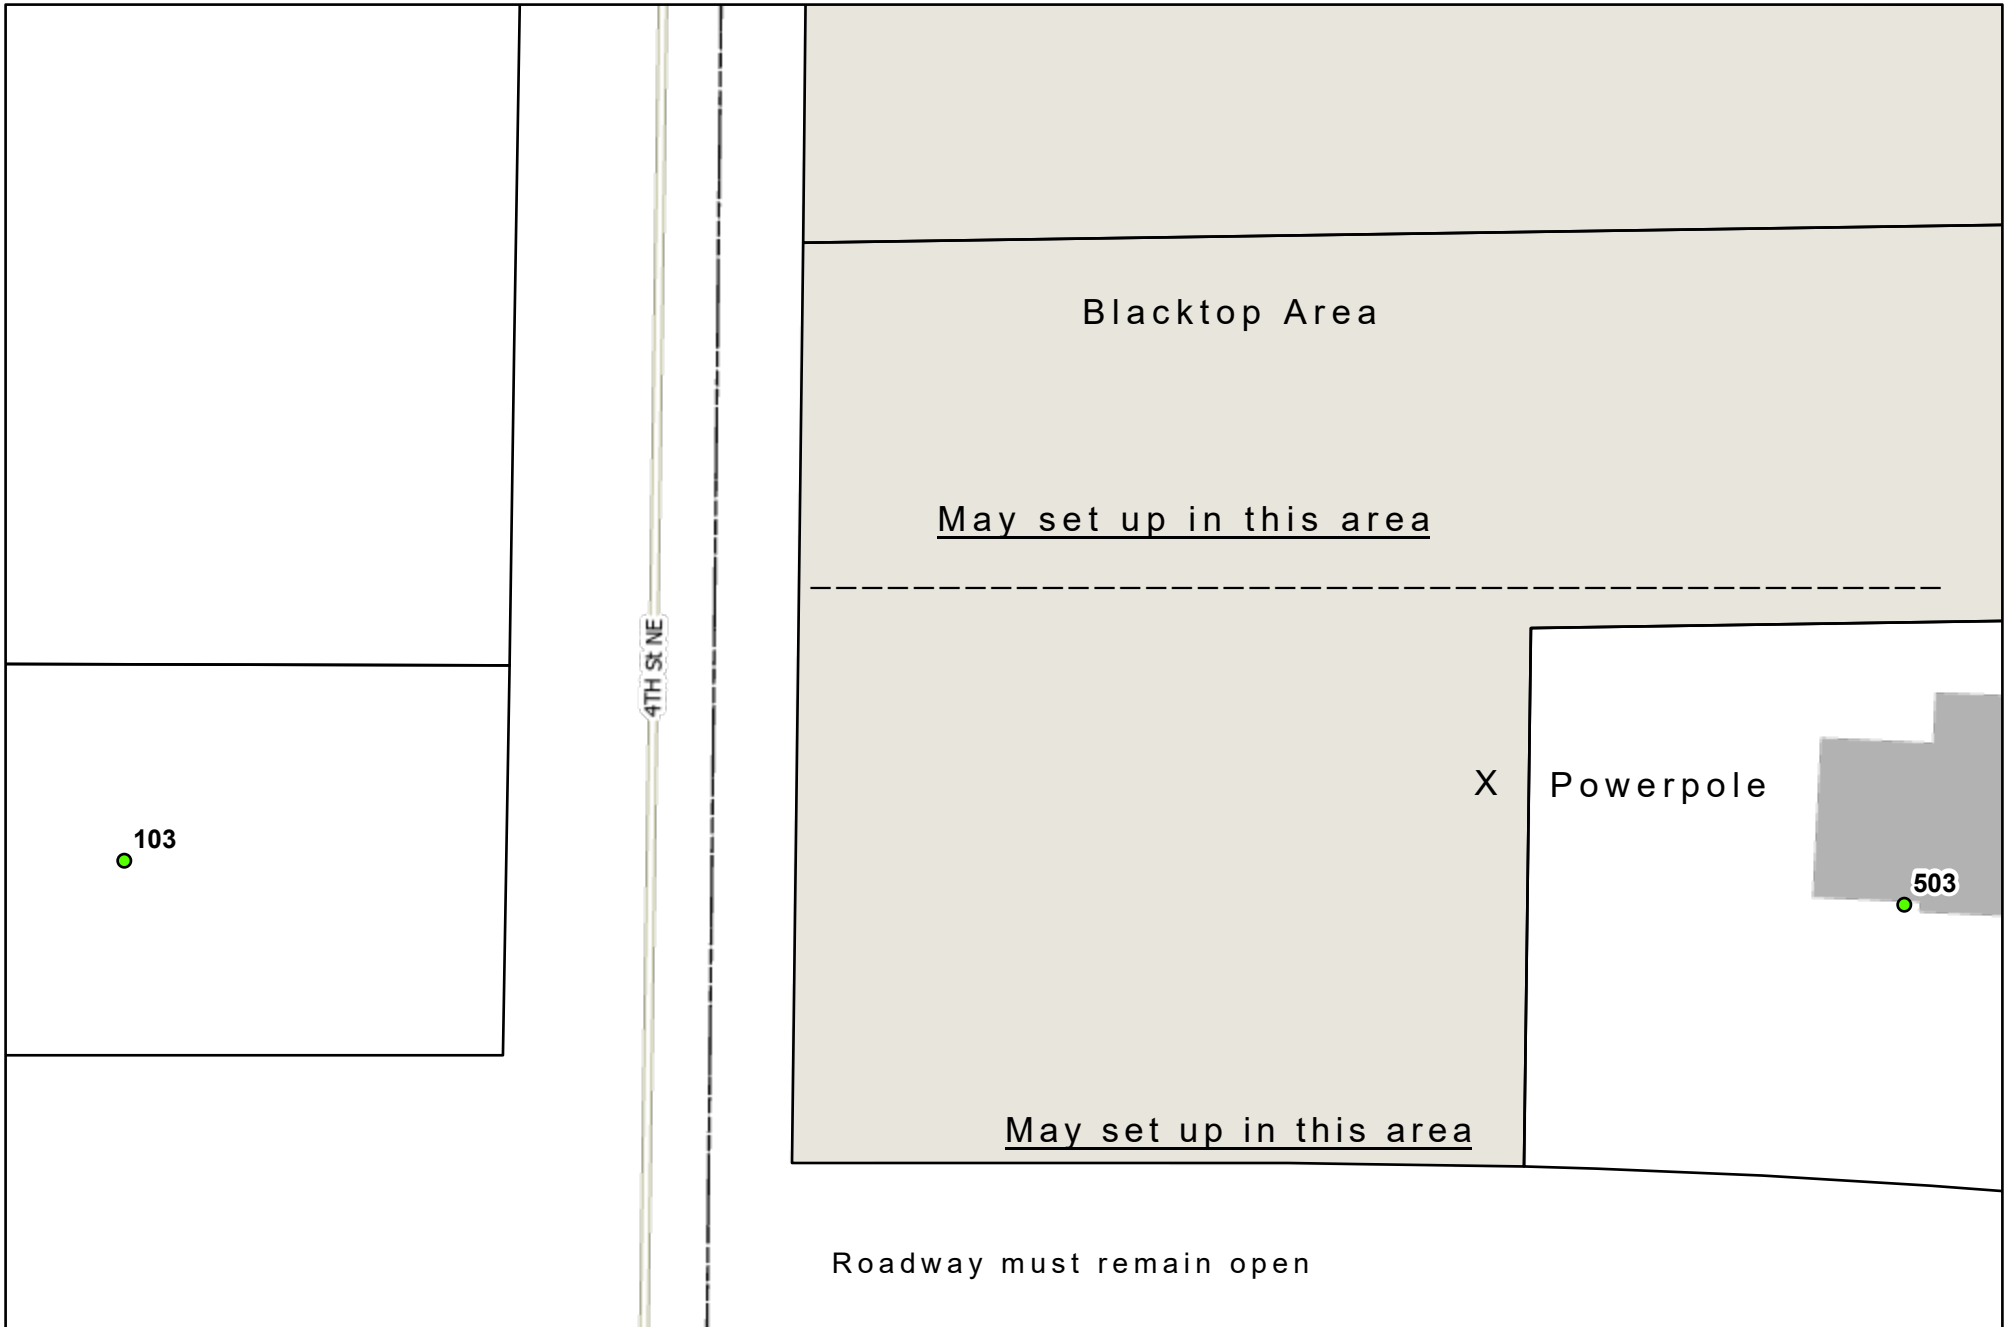 Blacktop Area
May set up in this area
4TH St NE
X Powerpole
103
503
May set up in this area
Roadway must remain open